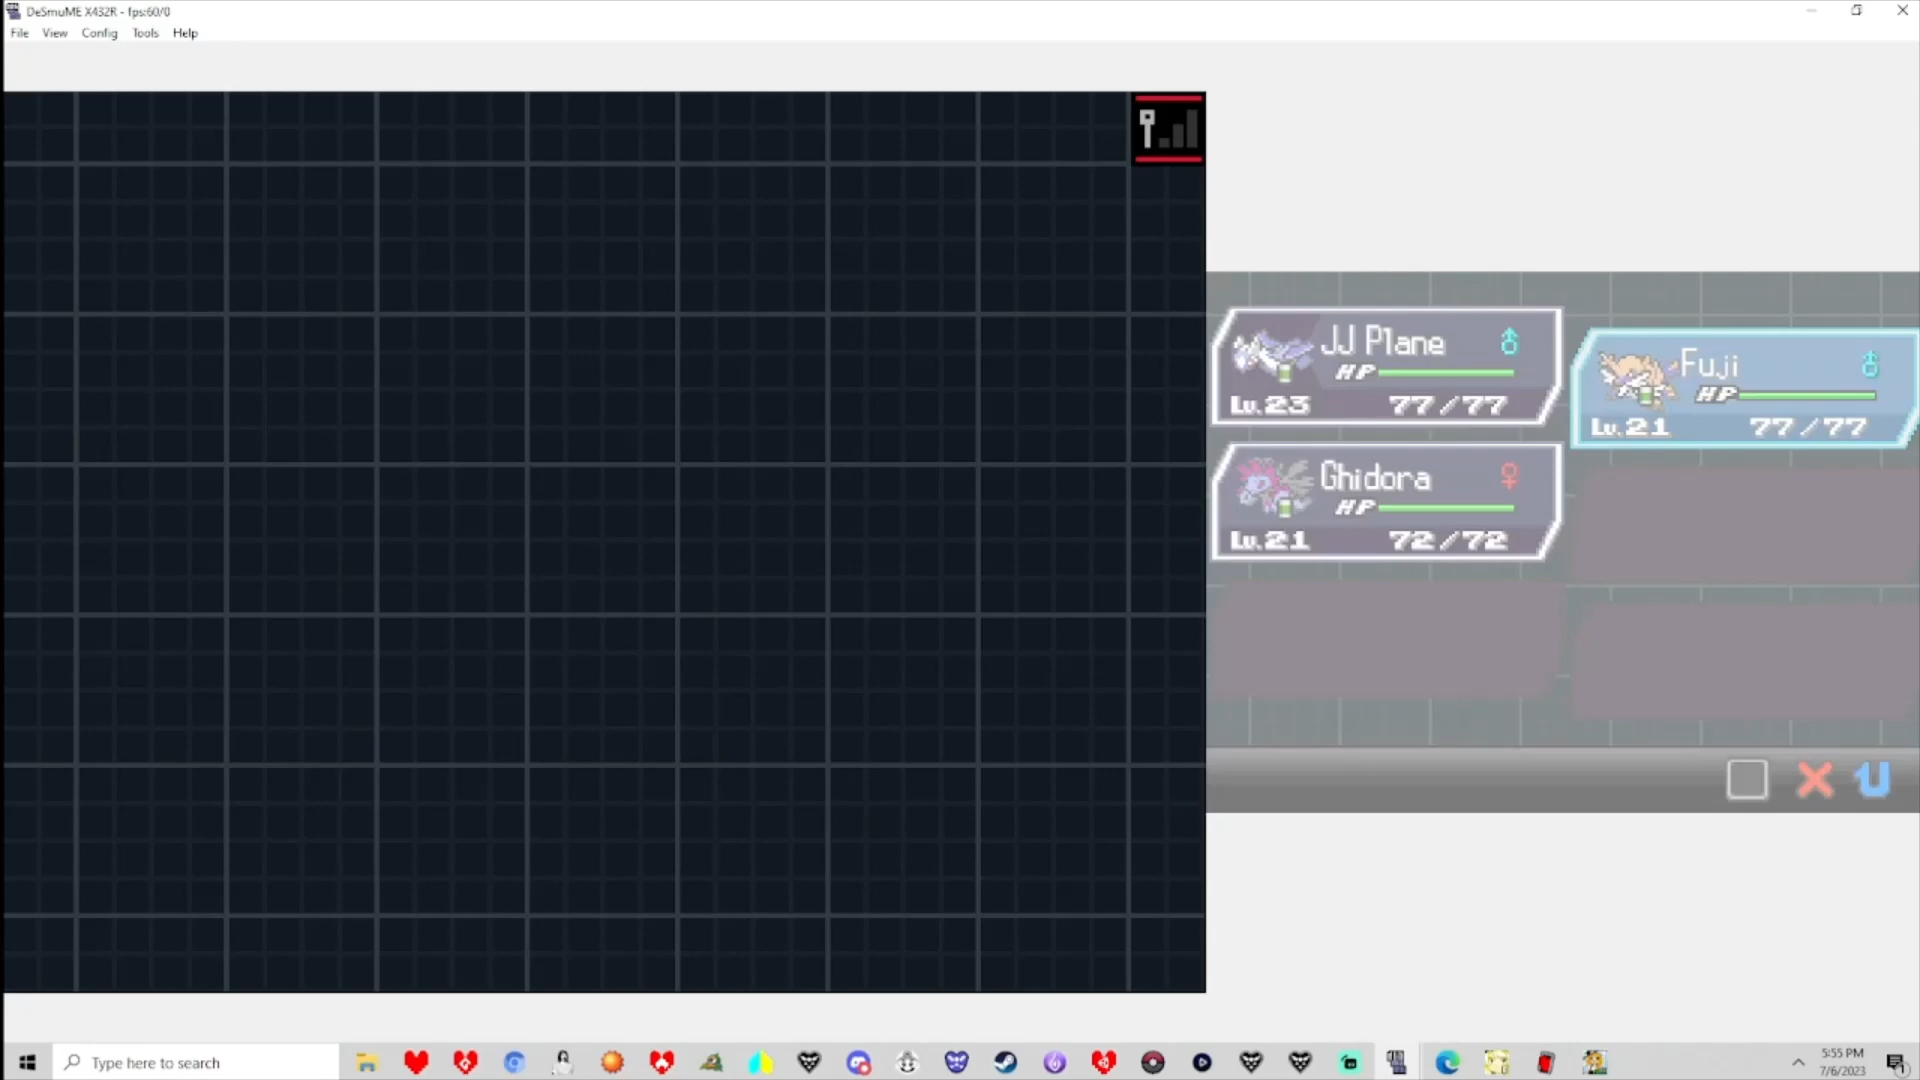 DeSmuME X432R - fps:60/0
File View Config Tools Help
JJ Plane ♂
HP
Lv.23 77/77
Fuji ♂
HP
Lv.21 77/77
Ghidora ♀
HP
Lv.21 72/72
Type here to search
5:55 PM
7/6/2023